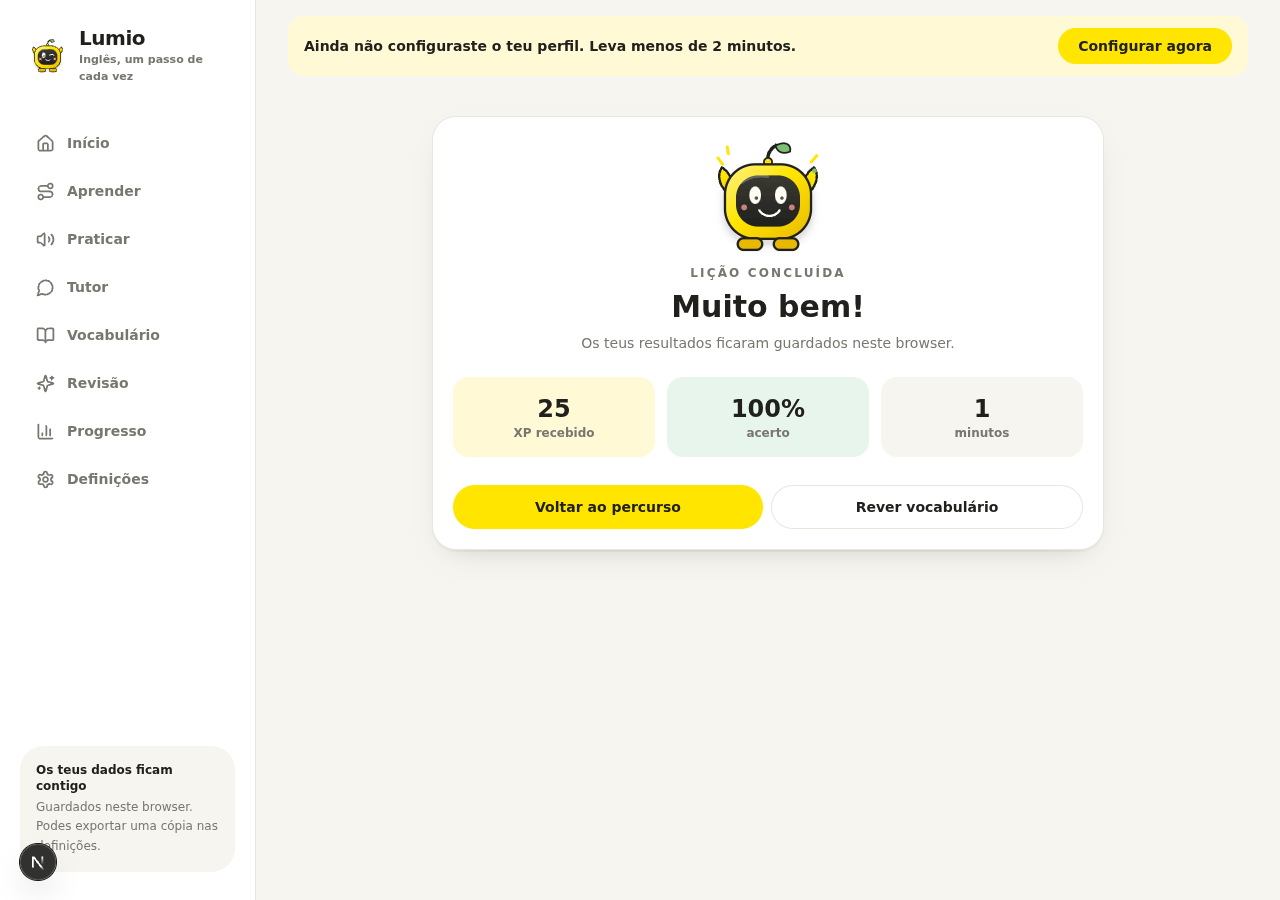 Lumio
Inglês, um passo de
cada vez
Início
Aprender
Praticar
Tutor
Vocabulário
Revisão
Progresso
Definições
Os teus dados ficam
contigo
Guardados neste browser.
Podes exportar uma cópia nas
definições.
N
Ainda não configuraste o teu perfil. Leva menos de 2 minutos.
Configurar agora
LIÇÃO CONCLUÍDA
Muito bem!
Os teus resultados ficaram guardados neste browser.
25
XP recebido
100%
acerto
1
minutos
Voltar ao percurso
Rever vocabulário